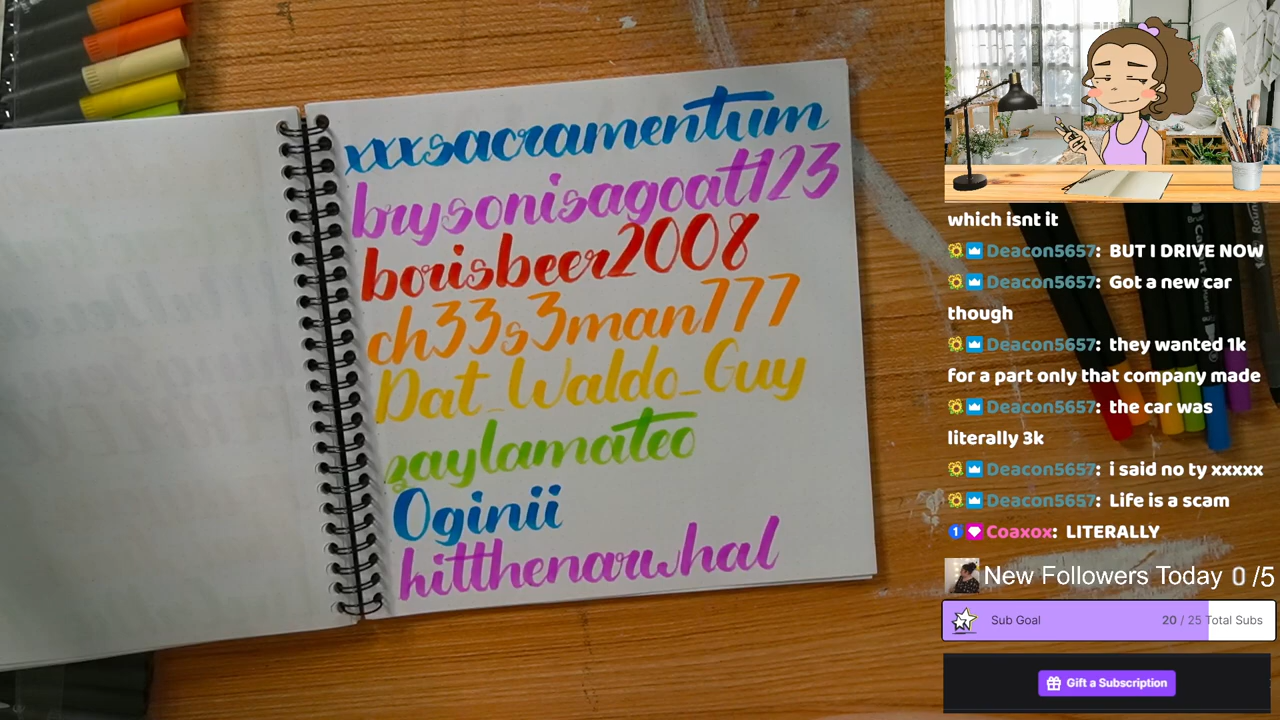 xxxsacramentum
brysonisagoat123
borisbeer2008
ch33s3man777
Dat_Waldo_Guy
zaylamateo
Oginii
hitthenarwhal
which isnt it
Deacon5657: BUT I DRIVE NOW
Deacon5657: Got a new car
though
Deacon5657: they wanted 1k
for a part only that company made
Deacon5657: the car was
literally 3k
Deacon5657: i said no ty xxxxx
Deacon5657: Life is a scam
1 Coaxox: LITERALLY
New Followers Today 0 /5
Sub Goal 20 / 25 Total Subs
Gift a Subscription